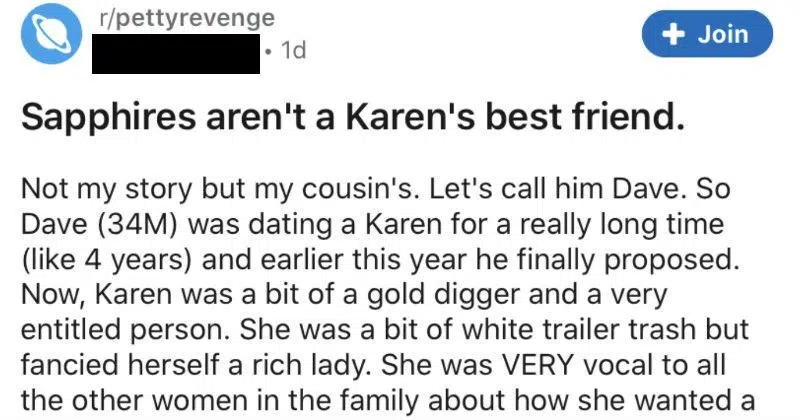 r/pettyrevenge
• 1d
+ Join
Sapphires aren't a Karen's best friend.
Not my story but my cousin's. Let's call him Dave. So
Dave (34M) was dating a Karen for a really long time
(like 4 years) and earlier this year he finally proposed.
Now, Karen was a bit of a gold digger and a very
entitled person. She was a bit of white trailer trash but
fancied herself a rich lady. She was VERY vocal to all
the other women in the family about how she wanted a